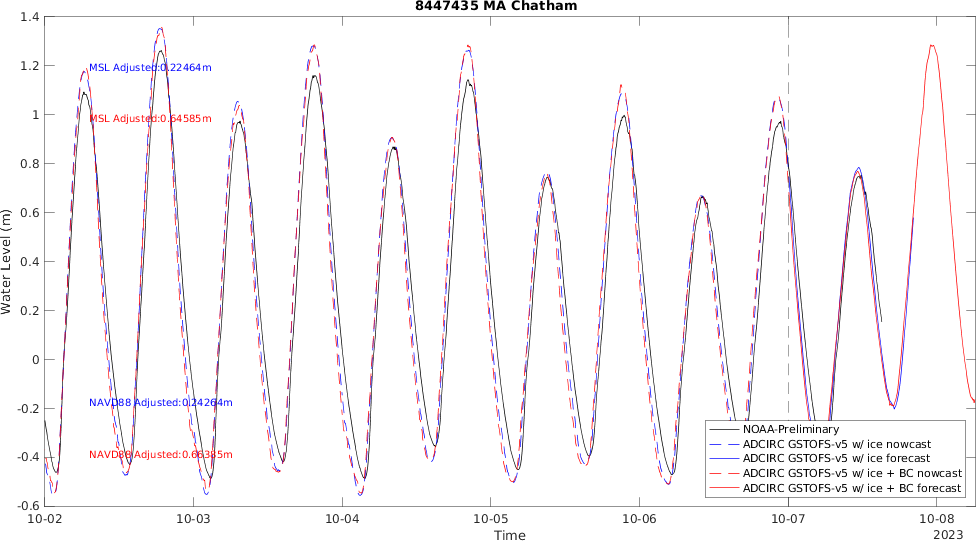 8447435 MA Chatham
1.4
1.2
1
0.8
0.6
0.4
0.2
0
-0.2
-0.4
-0.6
Water Level (m)
MSL Adjusted:0.22464m
MSL Adjusted:0.64585m
NAVD88 Adjusted:0.24264m
NAVD88 Adjusted:0.66385m
NOAA-Preliminary
ADCIRC GSTOFS-v5 w/ ice nowcast
ADCIRC GSTOFS-v5 w/ ice forecast
ADCIRC GSTOFS-v5 w/ ice + BC nowcast
ADCIRC GSTOFS-v5 w/ ice + BC forecast
10-02 10-03 10-04 10-05 10-06 10-07 10-08
Time
2023